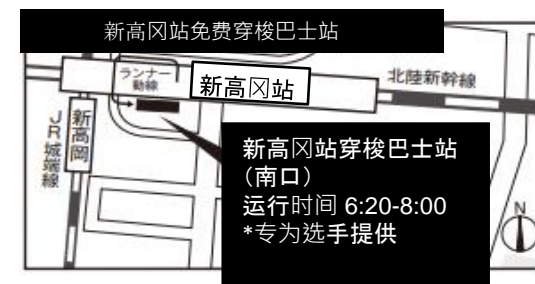 新高冈站免费穿梭巴士站
ランナー
動線
新高冈站
北陸新幹線
新高岡
JR城端線
新高冈站穿梭巴士站
（南口）
运行时间 6:20-8:00
*专为选手提供
N